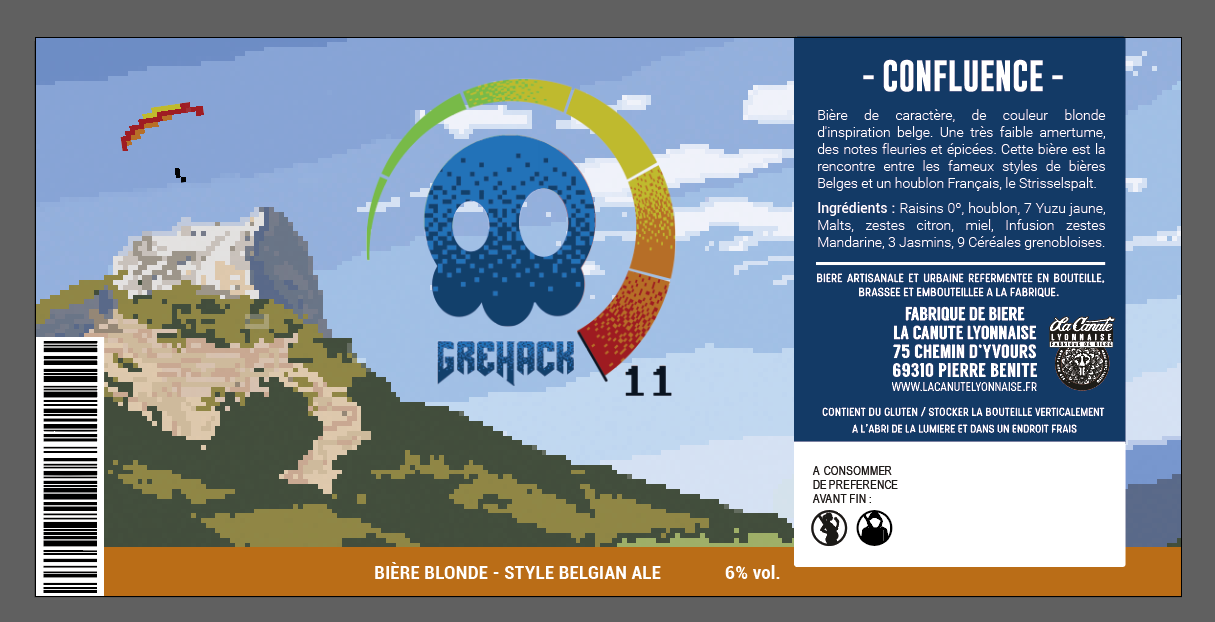 GREHACK
11
BIÈRE BLONDE - STYLE BELGIAN ALE
6% vol.
- CONFLUENCE -
Bière de caractère, de couleur blonde
d'inspiration belge. Une très faible amertume,
des notes fleuries et épicées. Cette bière est la
rencontre entre les fameux styles de bières
Belges et un houblon Français, le Strisselspalt.
Ingrédients : Raisins 0°, houblon, 7 Yuzu jaune,
Malts, zestes citron, miel, Infusion zestes
Mandarine, 3 Jasmins, 9 Céréales grenobloises.
BIERE ARTISANALE ET URBAINE REFERMENTEE EN BOUTEILLE,
BRASSEE ET EMBOUTEILLEE A LA FABRIQUE.
FABRIQUE DE BIERE
LA CANUTE LYONNAISE
75 CHEMIN D'YVOURS
69310 PIERRE BENITE
WWW.LACANUTELYONNAISE.FR
La Canute
LYONNAISE
FABRIQUE DE BIÈRE
CONTIENT DU GLUTEN / STOCKER LA BOUTEILLE VERTICALEMENT
A L'ABRI DE LA LUMIERE ET DANS UN ENDROIT FRAIS
A CONSOMMER
DE PREFERENCE
AVANT FIN :